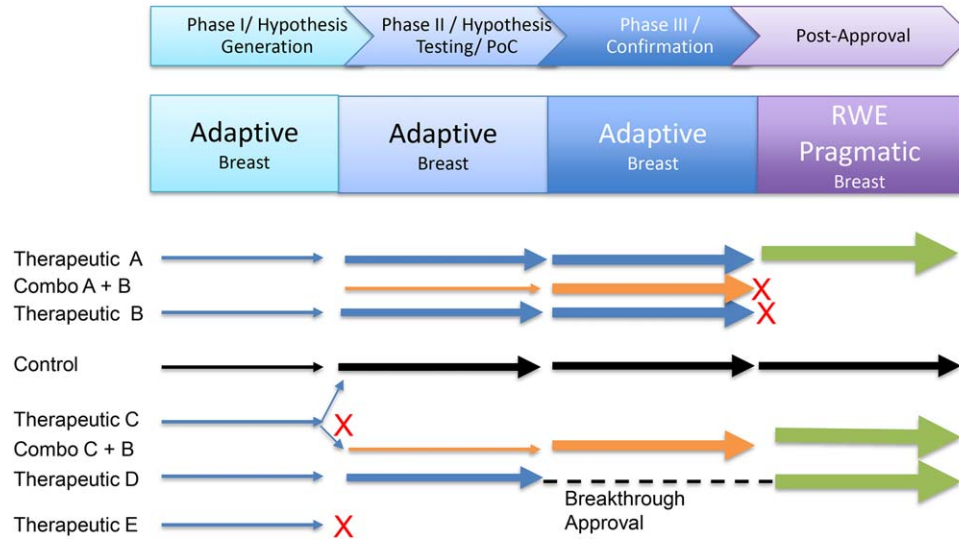 Phase I/ Hypothesis
Generation
Phase II / Hypothesis
Testing/ PoC
Phase III /
Confirmation
Post-Approval
Adaptive
Breast
Adaptive
Breast
Adaptive
Breast
RWE
Pragmatic
Breast
Therapeutic A
Combo A + B
X
Therapeutic B
X
Control
Therapeutic C
X
Combo C + B
Therapeutic D
Breakthrough
Approval
Therapeutic E
X